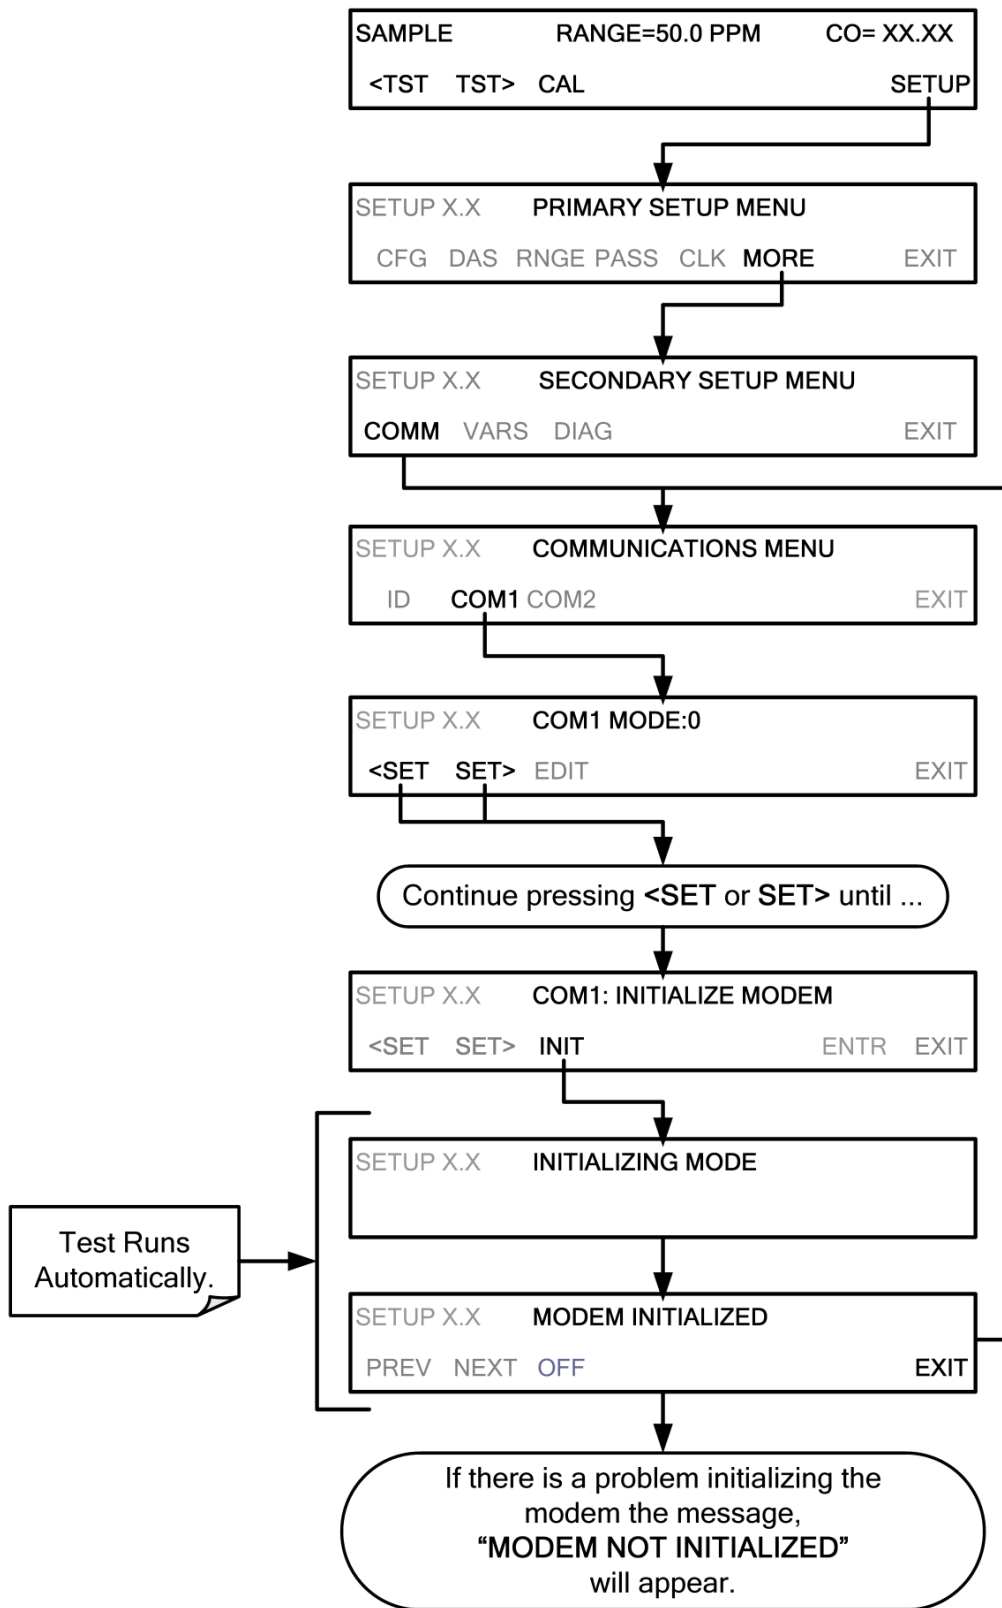 SAMPLE RANGE=50.0 PPM CO= XX.XX
<TST TST> CAL SETUP
SETUP X.X PRIMARY SETUP MENU
CFG DAS RNGE PASS CLK MORE EXIT
SETUP X.X SECONDARY SETUP MENU
COMM VARS DIAG EXIT
SETUP X.X COMMUNICATIONS MENU
ID COM1 COM2 EXIT
SETUP X.X COM1 MODE:0
<SET SET> EDIT EXIT
Continue pressing <SET or SET> until ...
SETUP X.X COM1: INITIALIZE MODEM
<SET SET> INIT ENTR EXIT
SETUP X.X INITIALIZING MODE
Test Runs
Automatically.
SETUP X.X MODEM INITIALIZED
PREV NEXT OFF EXIT
If there is a problem initializing the
modem the message,
“MODEM NOT INITIALIZED”
will appear.